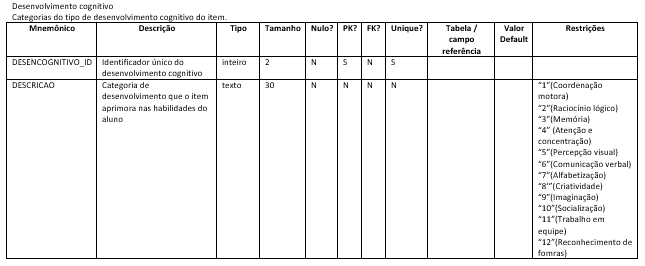 Desenvolvimento cognitivo
Categorias do tipo de desenvolvimento cognitivo do item.
Mnemônico Descrição Tipo Tamanho Nulo? PK? FK? Unique? Tabela / Valor Restrições
campo Default
referência
DESENCOGNITIVO_ID Identificador único do inteiro 2 N S N S
desenvolvimento cognitivo
DESCRICAO Categoria de texto 30 N N N N "1"(Coordenação
desenvolvimento que o item motora)
aprimora nas habilidades do "2"(Raciocínio lógico)
aluno "3"(Memória)
"4" (Atenção e
concentração)
"5"(Percepção visual)
"6"(Comunicação verbal)
"7"(Alfabetização)
"8'"(Criatividade)
"9"(Imaginação)
"10"(Socialização)
"11"(Trabalho em
equipe)
"12"(Reconhecimento de
fomras)